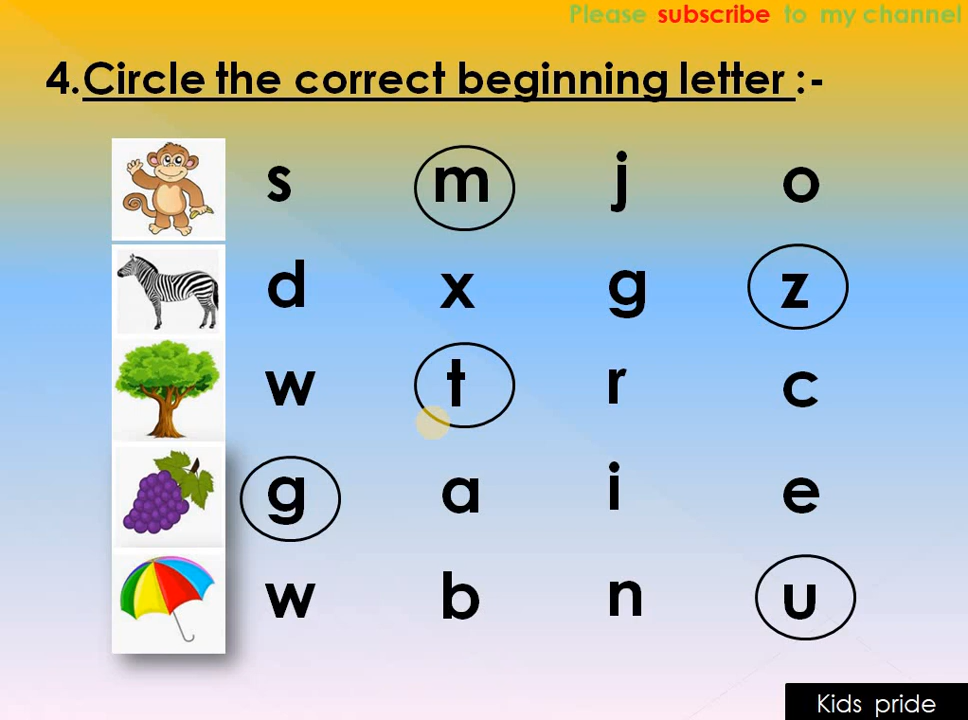 Please subscribe to my channel
4.Circle the correct beginning letter :-
s m j o
d x g z
w t r c
g a i e
w b n u
Kids pride